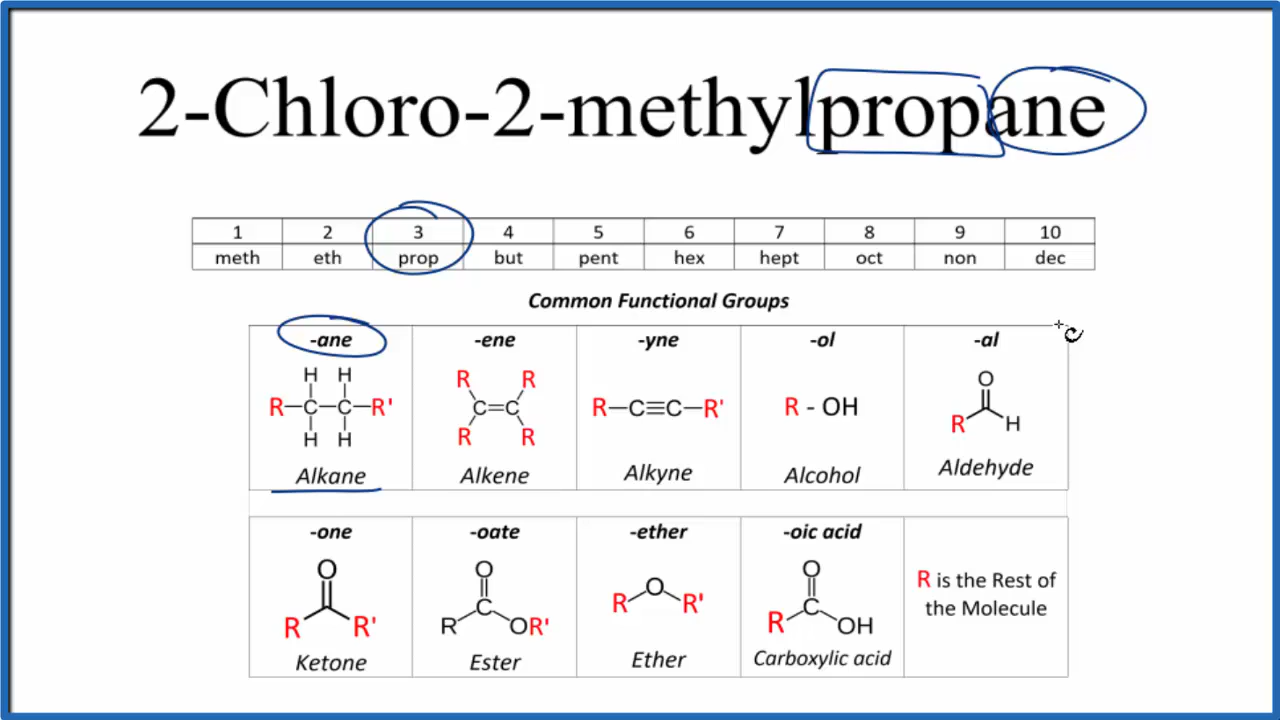 2-Chloro-2-methylpropane
1 2 3 4 5 6 7 8 9 10
meth eth prop but pent hex hept oct non dec
Common Functional Groups
-ane -ene -yne -ol -al
H H R R O
R-C-C-R' C=C R-C≡C-R' R - OH R H
H H R R
Alkane Alkene Alkyne Alcohol Aldehyde
-one -oate -ether -oic acid
O O O O R is the Rest of
R R' R C OR' R R' R C OH the Molecule
Ketone Ester Ether Carboxylic acid